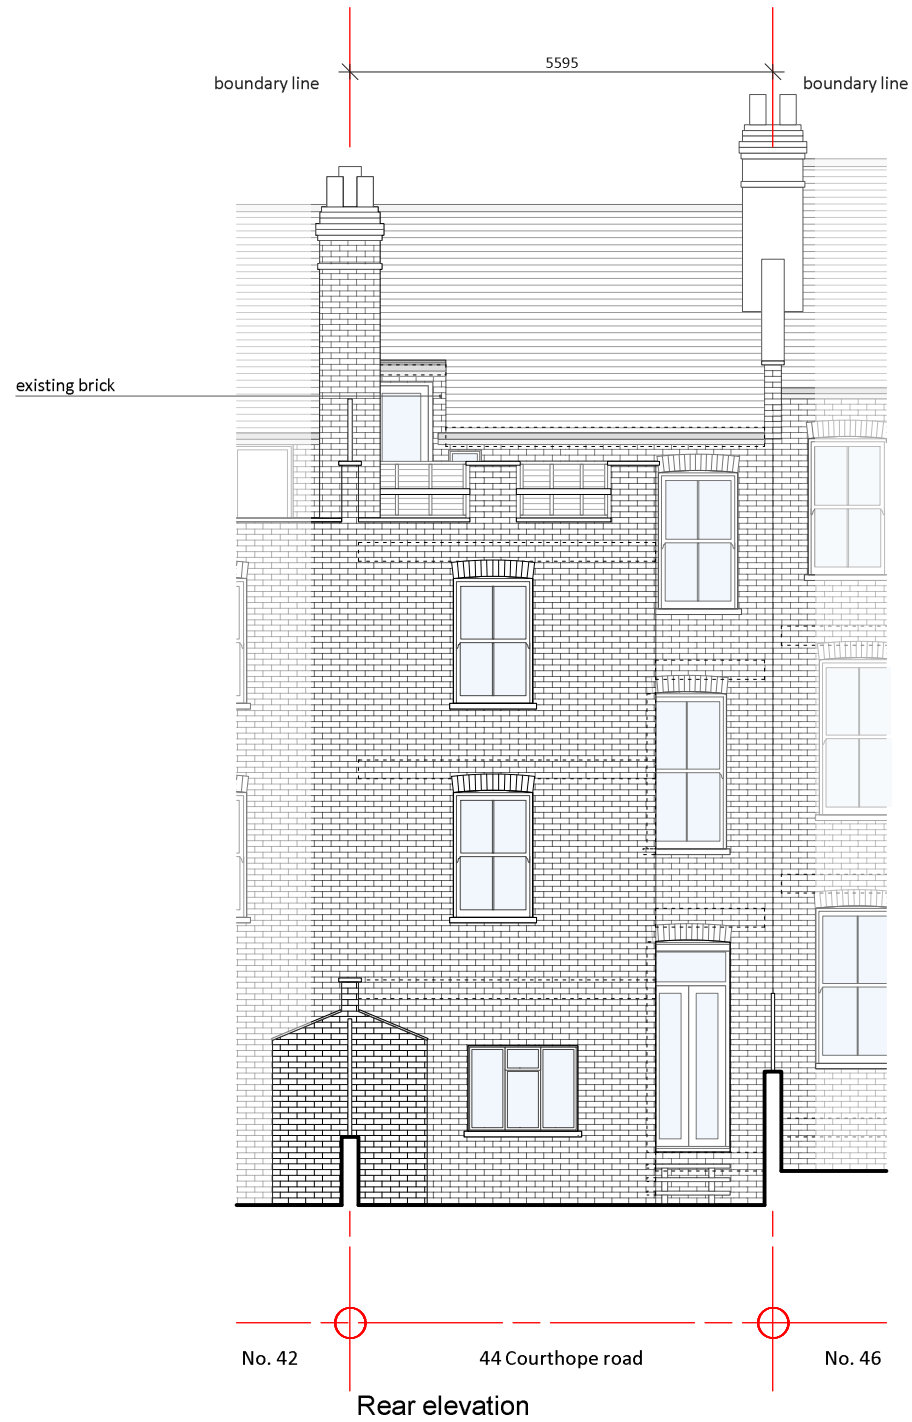 5595
boundary line
boundary line
existing brick
No. 42
44 Courthope road
No. 46
Rear elevation